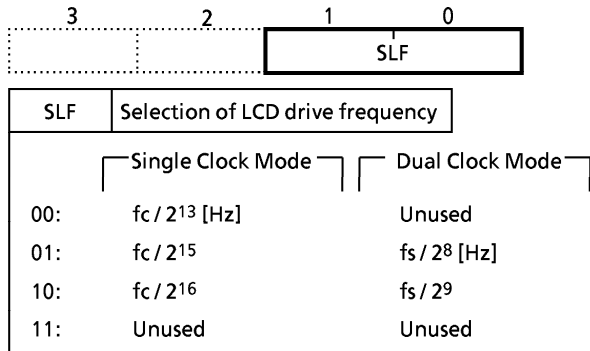 3 2 1 0
SLF
SLF Selection of LCD drive frequency
Single Clock Mode Dual Clock Mode
00: fc / 2¹³ [Hz] Unused
01: fc / 2¹⁵ fs / 2⁸ [Hz]
10: fc / 2¹⁶ fs / 2⁹
11: Unused Unused